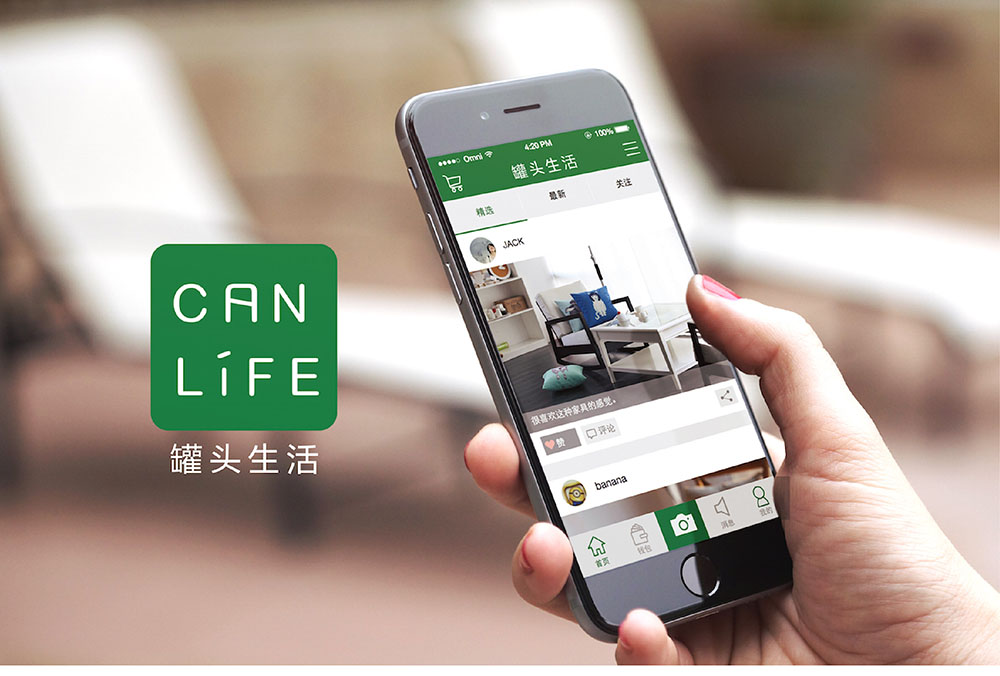 CAN
LíFE
罐头生活
Omni
4:20 PM
100%
罐头生活
精选
最新
关注
JACK
很喜欢这种家具的感觉。
赞
评论
banana
首页
钱包
消息
我的